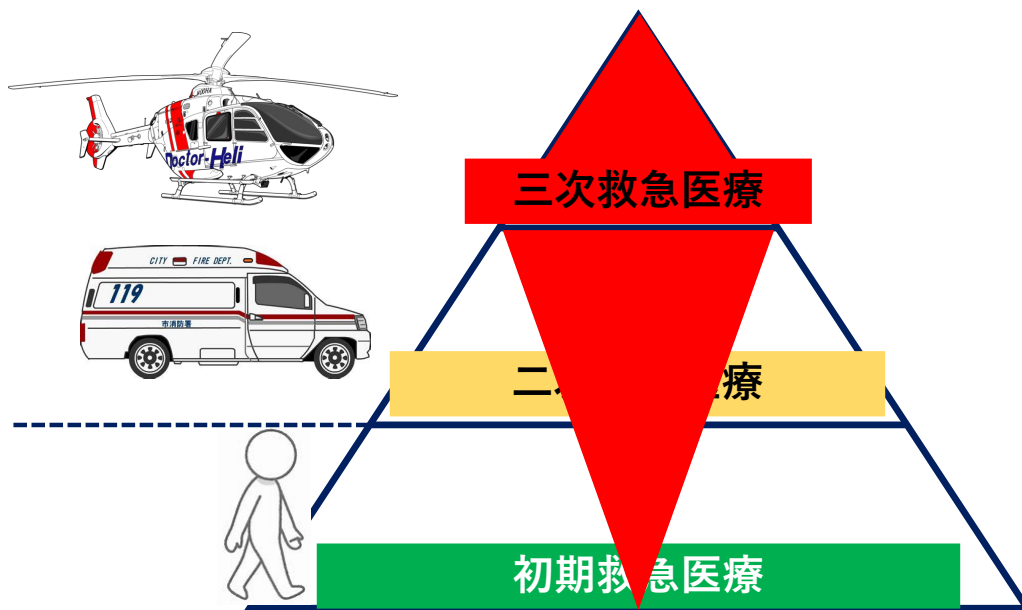 Doctor-Heli
三次救急医療
CITY FIRE DEPT.
119
市消防署
二 療
初期救急医療